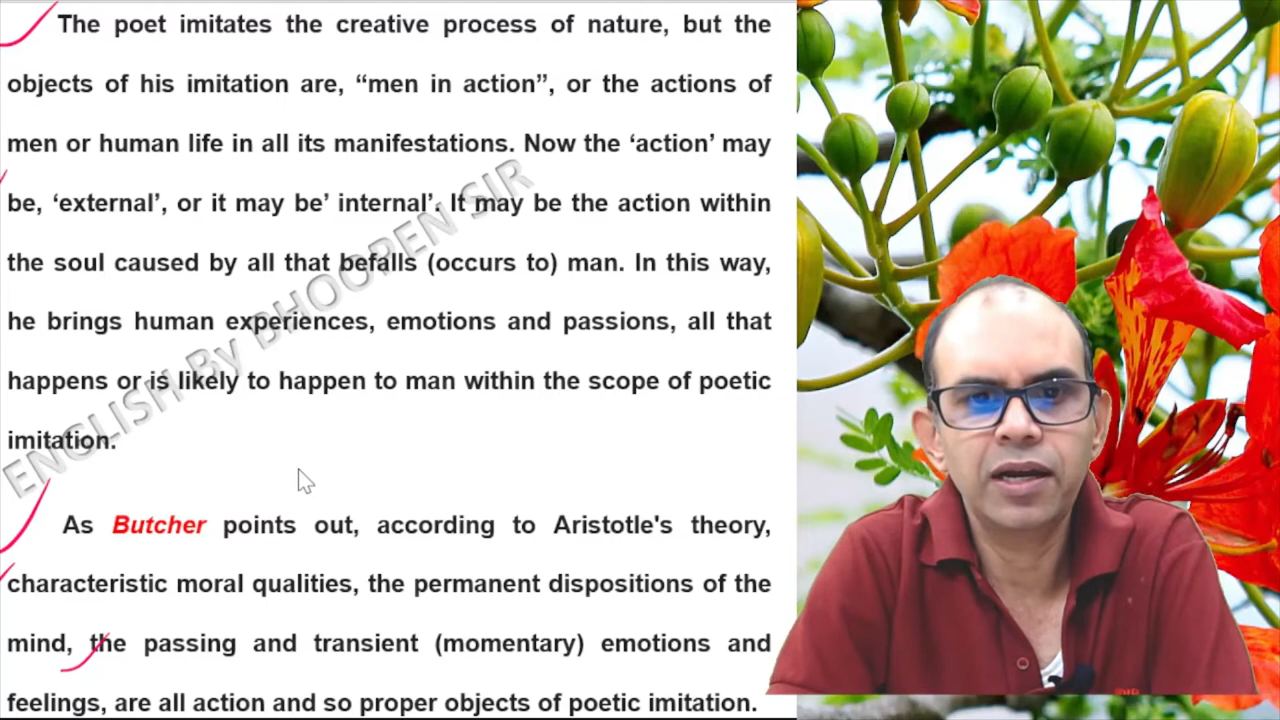 The poet imitates the creative process of nature, but the
objects of his imitation are, “men in action”, or the actions of
men or human life in all its manifestations. Now the ‘action’ may
be, ‘external’, or it may be’ internal’. It may be the action within
the soul caused by all that befalls (occurs to) man. In this way,
he brings human experiences, emotions and passions, all that
happens or is likely to happen to man within the scope of poetic
imitation.
ENGLISH By BHOOPEN SIR
As Butcher points out, according to Aristotle's theory,
characteristic moral qualities, the permanent dispositions of the
mind, the passing and transient (momentary) emotions and
feelings, are all action and so proper objects of poetic imitation.